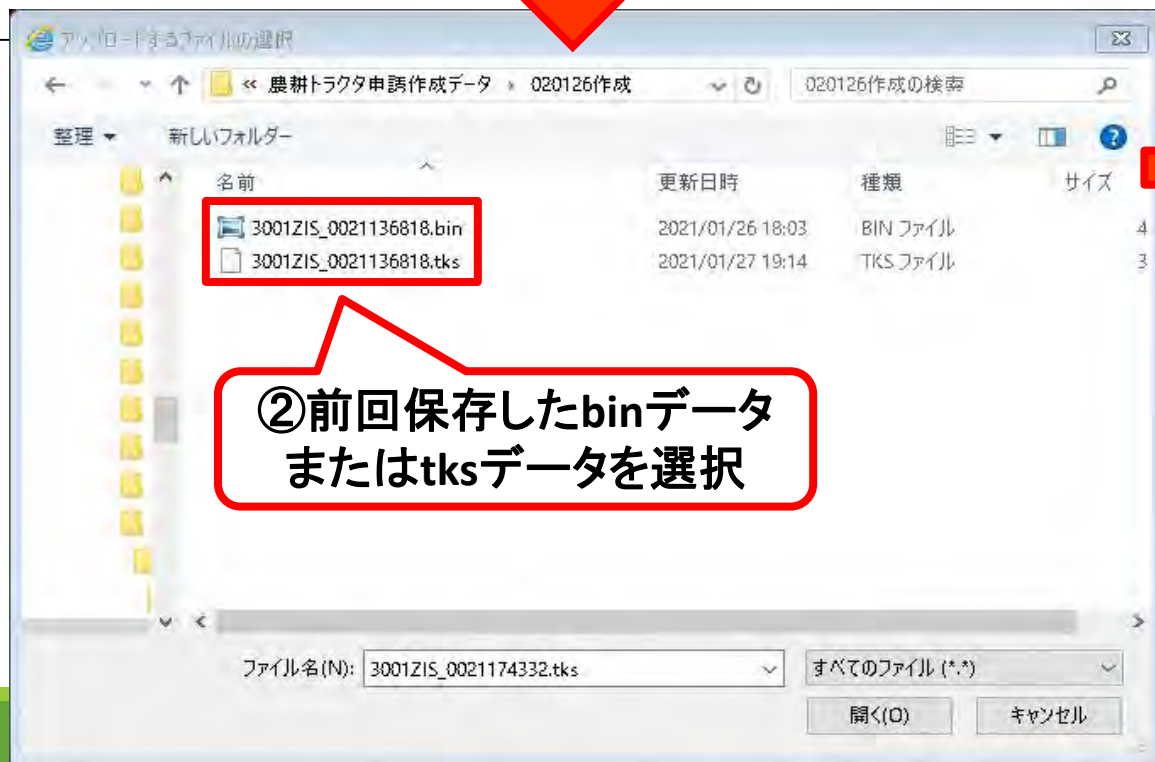 アップロードするファイルの選択
« 農耕トラクタ申請作成データ › 020126作成
020126作成の検索
整理 新しいフォルダー
名前 更新日時 種類 サイズ
3001ZIS_0021136818.bin 2021/01/26 18:03 BIN ファイル 4
3001ZIS_0021136818.tks 2021/01/27 19:14 TKS ファイル 3
②前回保存したbinデータ
またはtksデータを選択
ファイル名(N): 3001ZIS_0021174332.tks すべてのファイル (*.*)
開く(O) キャンセル